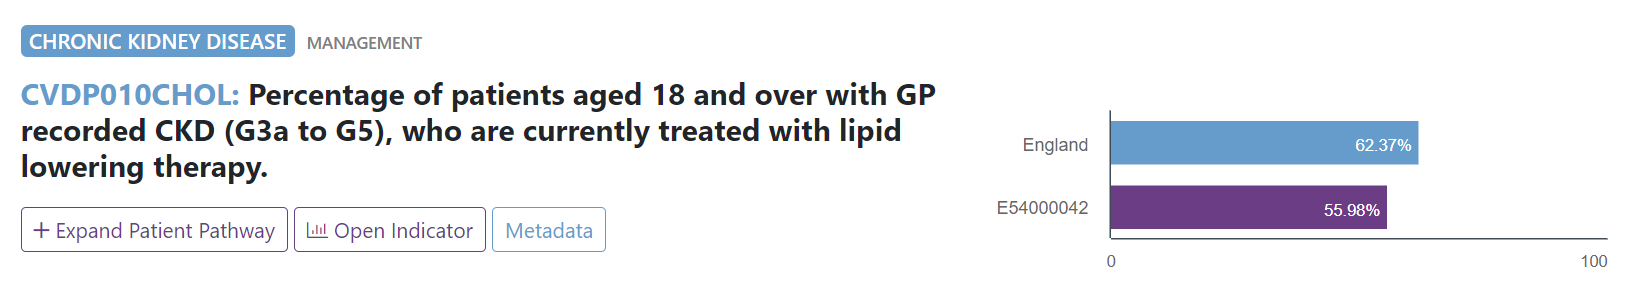 CHRONIC KIDNEY DISEASE MANAGEMENT
CVDP010CHOL: Percentage of patients aged 18 and over with GP
recorded CKD (G3a to G5), who are currently treated with lipid
lowering therapy.
+ Expand Patient Pathway Open Indicator Metadata
England 62.37%
E54000042 55.98%
0 100